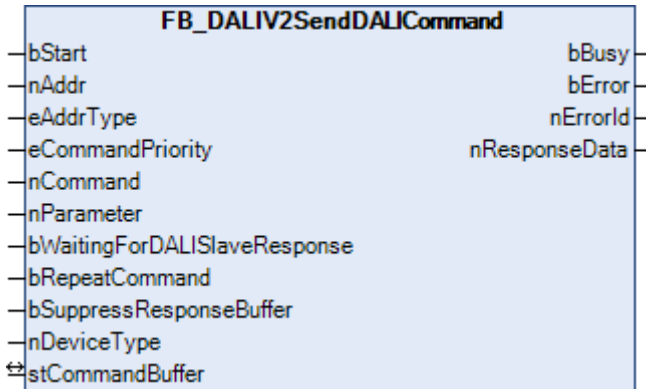 FB_DALIV2SendDALICommand
bStart bBusy
nAddr bError
eAddrType nErrorId
eCommandPriority nResponseData
nCommand
nParameter
bWaitingForDALISlaveResponse
bRepeatCommand
bSuppressResponseBuffer
nDeviceType
stCommandBuffer